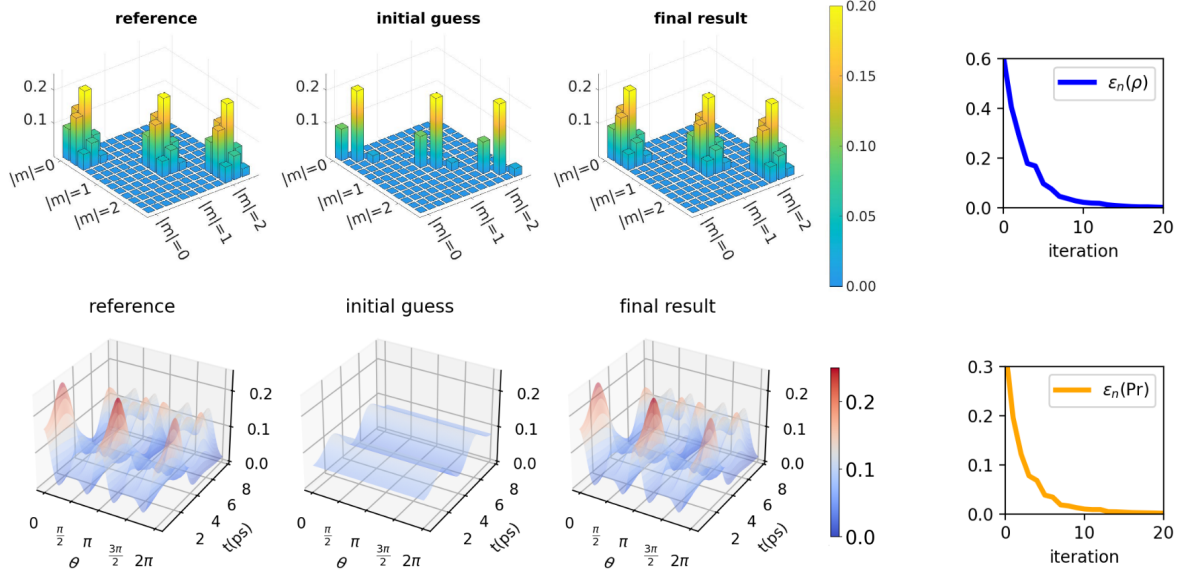 reference
initial guess
final result
0.2
0.1
|m|=0
|m|=1
|m|=2
|m|=0
|m|=1
|m|=2
0.2
0.1
|m|=0
|m|=1
|m|=2
|m|=0
|m|=1
|m|=2
0.2
0.1
|m|=0
|m|=1
|m|=2
|m|=0
|m|=1
|m|=2
0.20
0.15
0.10
0.05
0.00
0.6
0.4
0.2
0.0
εₙ(ρ)
0 10 20
iteration
reference
initial guess
final result
0.2
0.1
0.0
8
6
4
2
t(ps)
0 π/2 π 3π/2 2π
θ
0.2
0.1
0.0
8
6
4
2
t(ps)
0 π/2 π 3π/2 2π
θ
0.2
0.1
0.0
8
6
4
2
t(ps)
0 π/2 π 3π/2 2π
θ
0.2
0.1
0.0
0.3
0.2
0.1
0.0
εₙ(Pr)
0 10 20
iteration